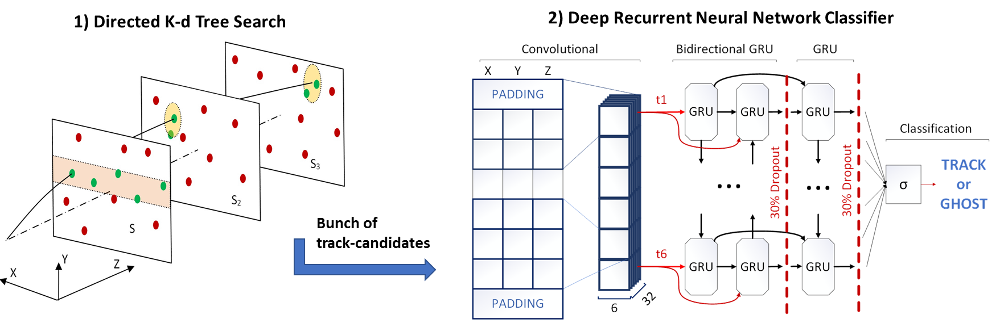 1) Directed K-d Tree Search
S
S2
S3
X
Y
Z
Bunch of
track-candidates
2) Deep Recurrent Neural Network Classifier
Convolutional
Bidirectional GRU
GRU
X Y Z
PADDING
PADDING
6
32
t1
t6
GRU
GRU
GRU
...
...
GRU
GRU
GRU
30% Dropout
30% Dropout
Classification
σ
TRACK
or
GHOST